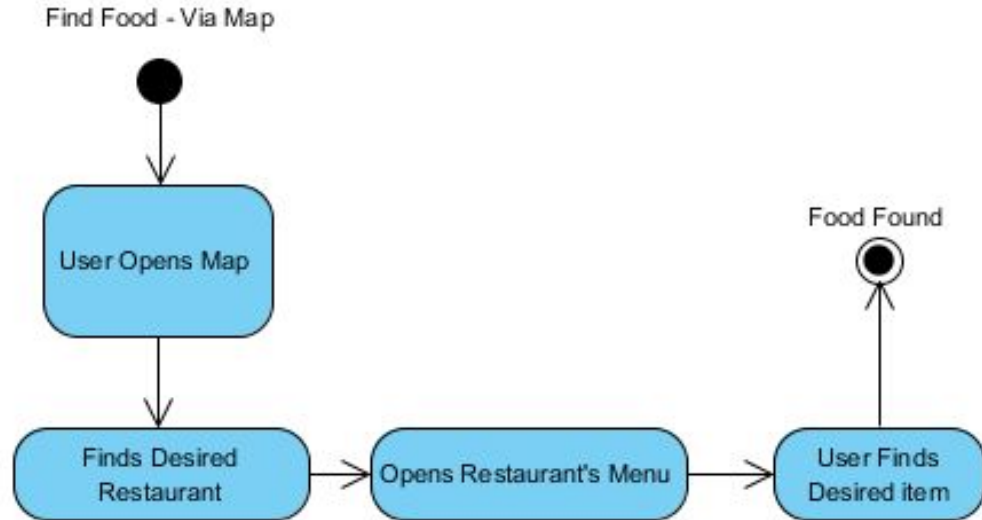 Find Food - Via Map
User Opens Map
Finds Desired
Restaurant
Opens Restaurant's Menu
User Finds
Desired item
Food Found